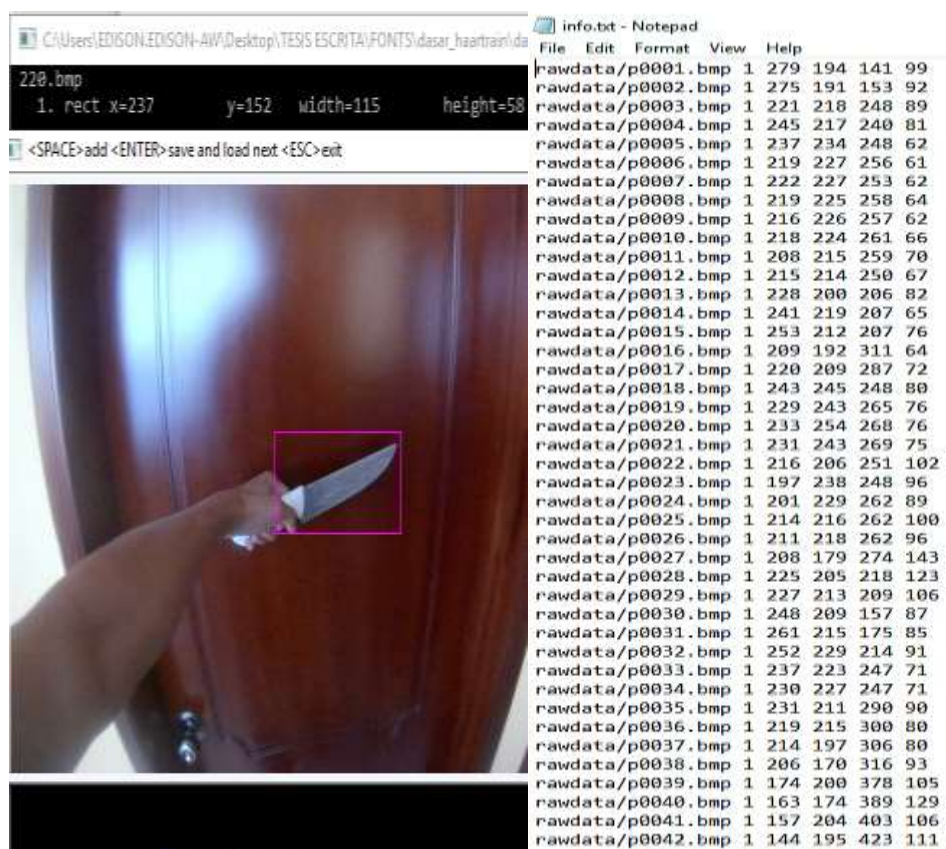 C:\Users\EDISON.EDISON-AW\Desktop\TESIS ESCRITA\FONTS\dasar_haartrain\da
220.bmp
1. rect x=237 y=152 width=115 height=58
<SPACE>add <ENTER>save and load next <ESC>exit
info.txt - Notepad
File Edit Format View Help
rawdata/p0001.bmp 1 279 194 141 99
rawdata/p0002.bmp 1 275 191 153 92
rawdata/p0003.bmp 1 221 218 248 89
rawdata/p0004.bmp 1 245 217 240 81
rawdata/p0005.bmp 1 237 234 248 62
rawdata/p0006.bmp 1 219 227 256 61
rawdata/p0007.bmp 1 222 227 253 62
rawdata/p0008.bmp 1 219 225 258 64
rawdata/p0009.bmp 1 216 226 257 62
rawdata/p0010.bmp 1 218 224 261 66
rawdata/p0011.bmp 1 208 215 259 70
rawdata/p0012.bmp 1 215 214 250 67
rawdata/p0013.bmp 1 228 200 206 82
rawdata/p0014.bmp 1 241 219 207 65
rawdata/p0015.bmp 1 253 212 207 76
rawdata/p0016.bmp 1 209 192 311 64
rawdata/p0017.bmp 1 220 209 287 72
rawdata/p0018.bmp 1 243 245 248 80
rawdata/p0019.bmp 1 229 243 265 76
rawdata/p0020.bmp 1 233 254 268 76
rawdata/p0021.bmp 1 231 243 269 75
rawdata/p0022.bmp 1 216 206 251 102
rawdata/p0023.bmp 1 197 238 248 96
rawdata/p0024.bmp 1 201 229 262 89
rawdata/p0025.bmp 1 214 216 262 100
rawdata/p0026.bmp 1 211 218 262 96
rawdata/p0027.bmp 1 208 179 274 143
rawdata/p0028.bmp 1 225 205 218 123
rawdata/p0029.bmp 1 227 213 209 106
rawdata/p0030.bmp 1 248 209 157 87
rawdata/p0031.bmp 1 261 215 175 85
rawdata/p0032.bmp 1 252 229 214 91
rawdata/p0033.bmp 1 237 223 247 71
rawdata/p0034.bmp 1 230 227 247 71
rawdata/p0035.bmp 1 231 211 290 90
rawdata/p0036.bmp 1 219 215 300 80
rawdata/p0037.bmp 1 214 197 306 80
rawdata/p0038.bmp 1 206 170 316 93
rawdata/p0039.bmp 1 174 200 378 105
rawdata/p0040.bmp 1 163 174 389 129
rawdata/p0041.bmp 1 157 204 403 106
rawdata/p0042.bmp 1 144 195 423 111